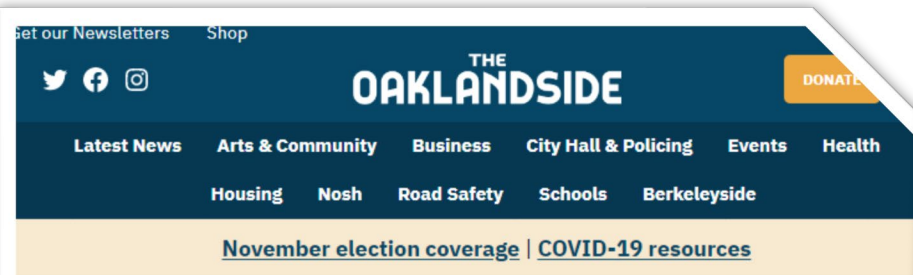 Get our Newsletters Shop
THE
OAKLANDSIDE
DONATE
Latest News Arts & Community Business City Hall & Policing Events Health
Housing Nosh Road Safety Schools Berkeleyside
November election coverage | COVID-19 resources